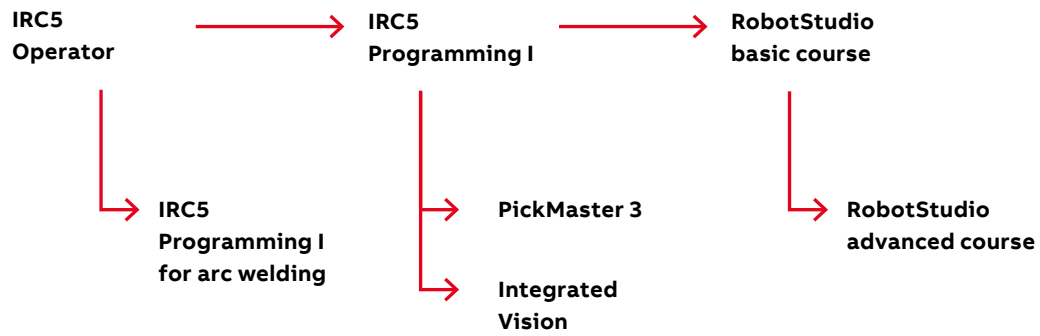 IRC5
Operator
IRC5
Programming I
RobotStudio
basic course
IRC5
Programming I
for arc welding
PickMaster 3
Integrated
Vision
RobotStudio
advanced course